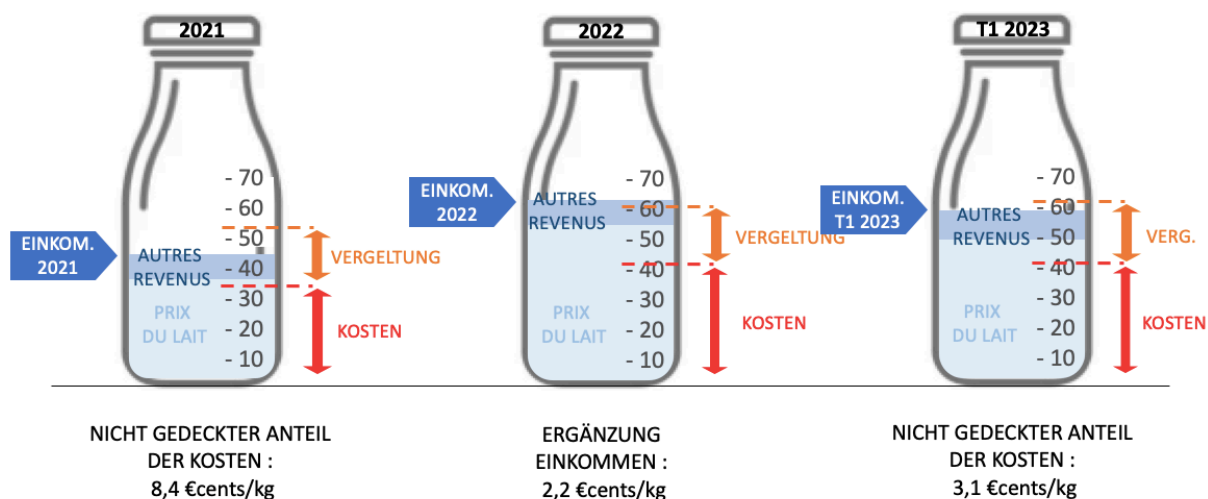 2021
- 70
- 60
- 50
- 40
- 30
- 20
- 10
EINKOM.
2021
AUTRES
REVENUS
PRIX
DU LAIT
VERGELTUNG
KOSTEN
NICHT GEDECKTER ANTEIL
DER KOSTEN :
8,4 €cents/kg
2022
- 70
- 60
- 50
- 40
- 30
- 20
- 10
EINKOM.
2022
AUTRES
REVENUS
PRIX
DU LAIT
VERGELTUNG
KOSTEN
ERGÄNZUNG
EINKOMMEN :
2,2 €cents/kg
T1 2023
- 70
- 60
- 50
- 40
- 30
- 20
- 10
EINKOM.
T1 2023
AUTRES
REVENUS
PRIX
DU LAIT
VERG.
KOSTEN
NICHT GEDECKTER ANTEIL
DER KOSTEN :
3,1 €cents/kg